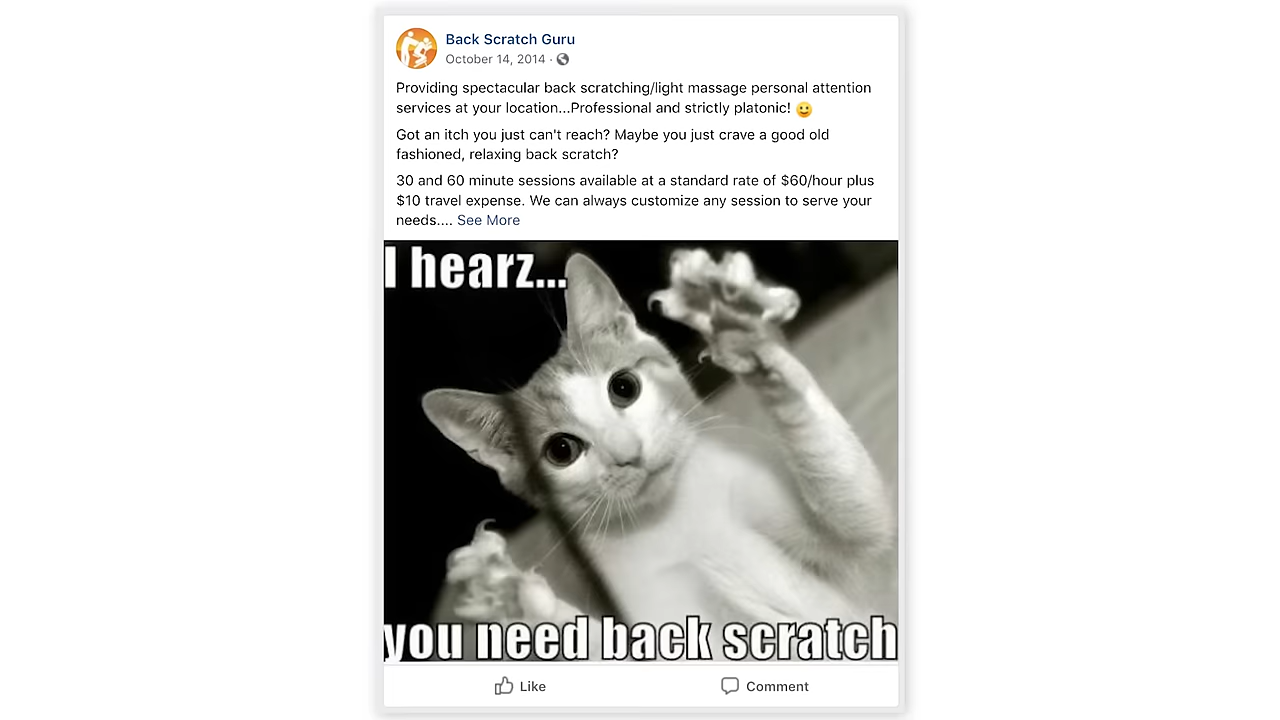 Back Scratch Guru
October 14, 2014 ·
Providing spectacular back scratching/light massage personal attention
services at your location...Professional and strictly platonic! 🙂
Got an itch you just can't reach? Maybe you just crave a good old
fashioned, relaxing back scratch?
30 and 60 minute sessions available at a standard rate of $60/hour plus
$10 travel expense. We can always customize any session to serve your
needs.... See More
I hearz...
you need back scratch
Like Comment